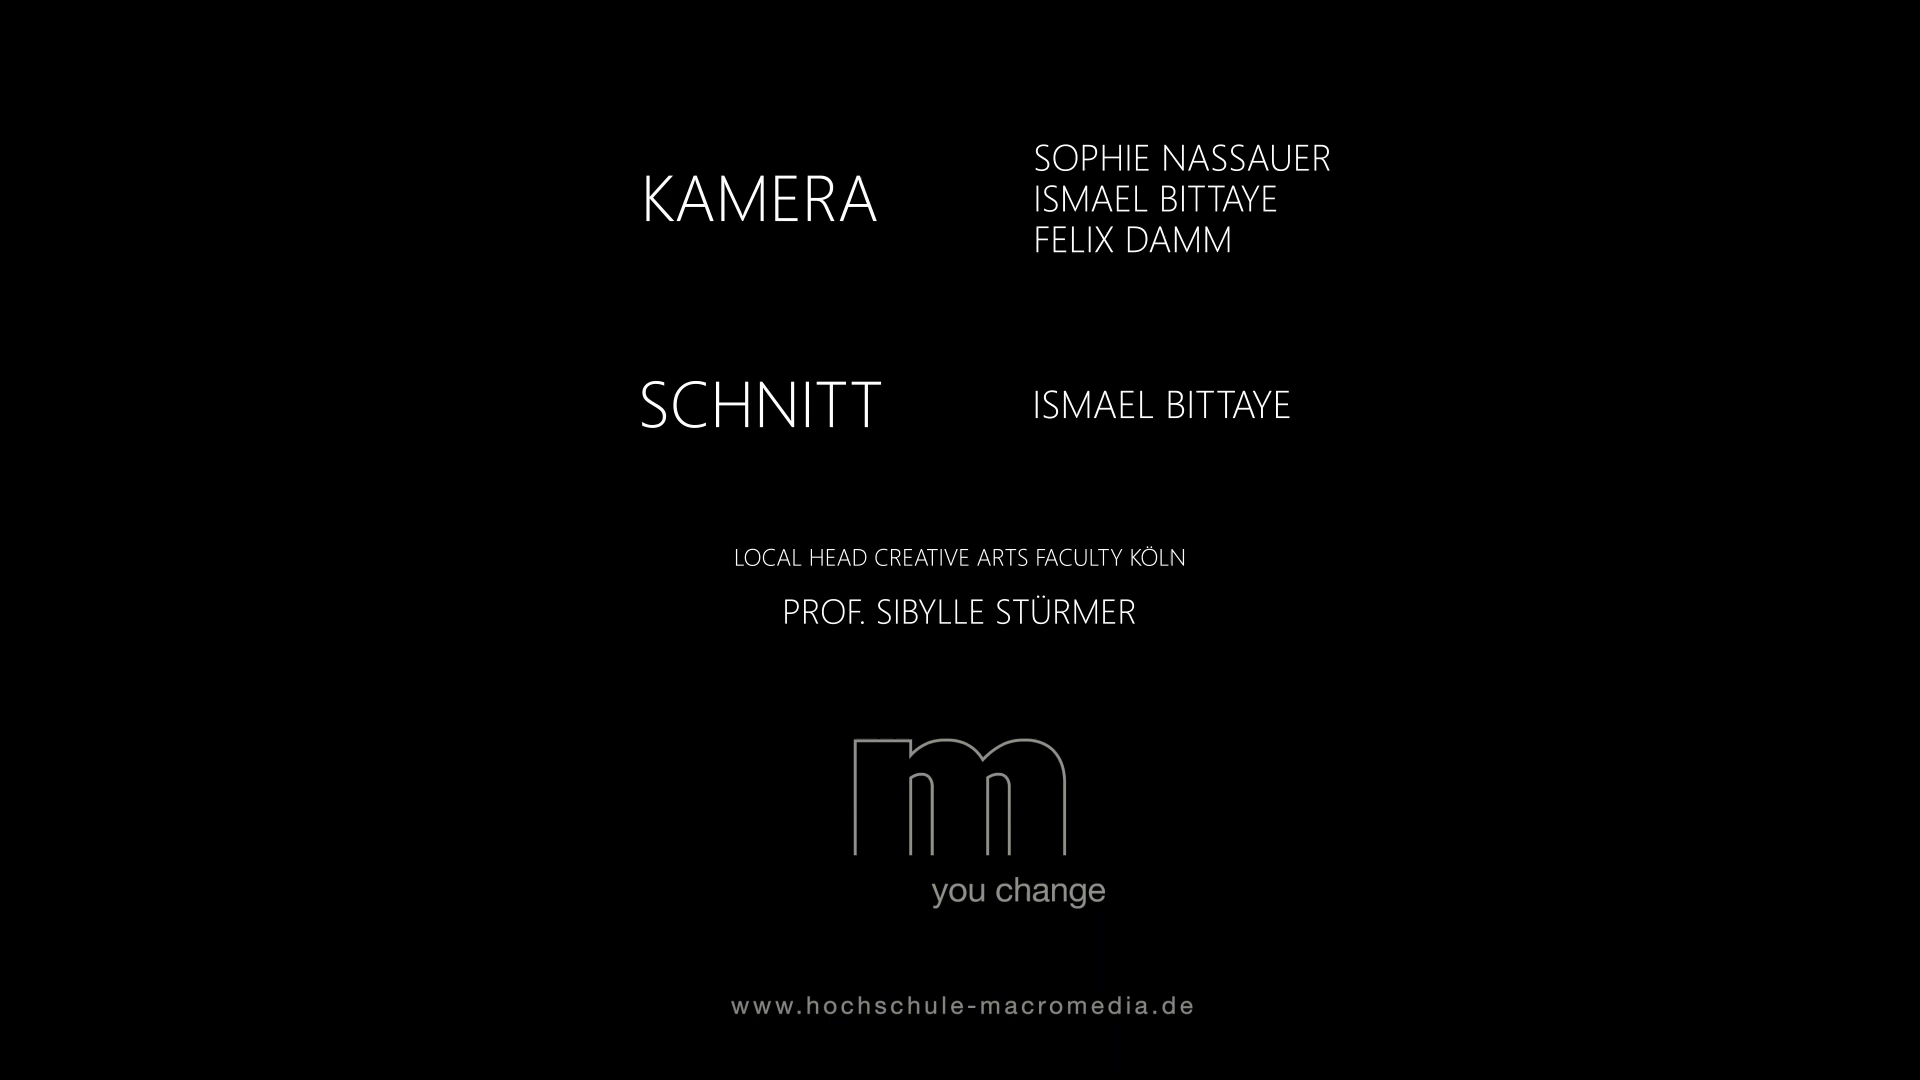 KAMERA
SOPHIE NASSAUER
ISMAEL BITTAYE
FELIX DAMM
SCHNITT
ISMAEL BITTAYE
LOCAL HEAD CREATIVE ARTS FACULTY KÖLN
PROF. SIBYLLE STÜRMER
m
you change
www.hochschule-macromedia.de